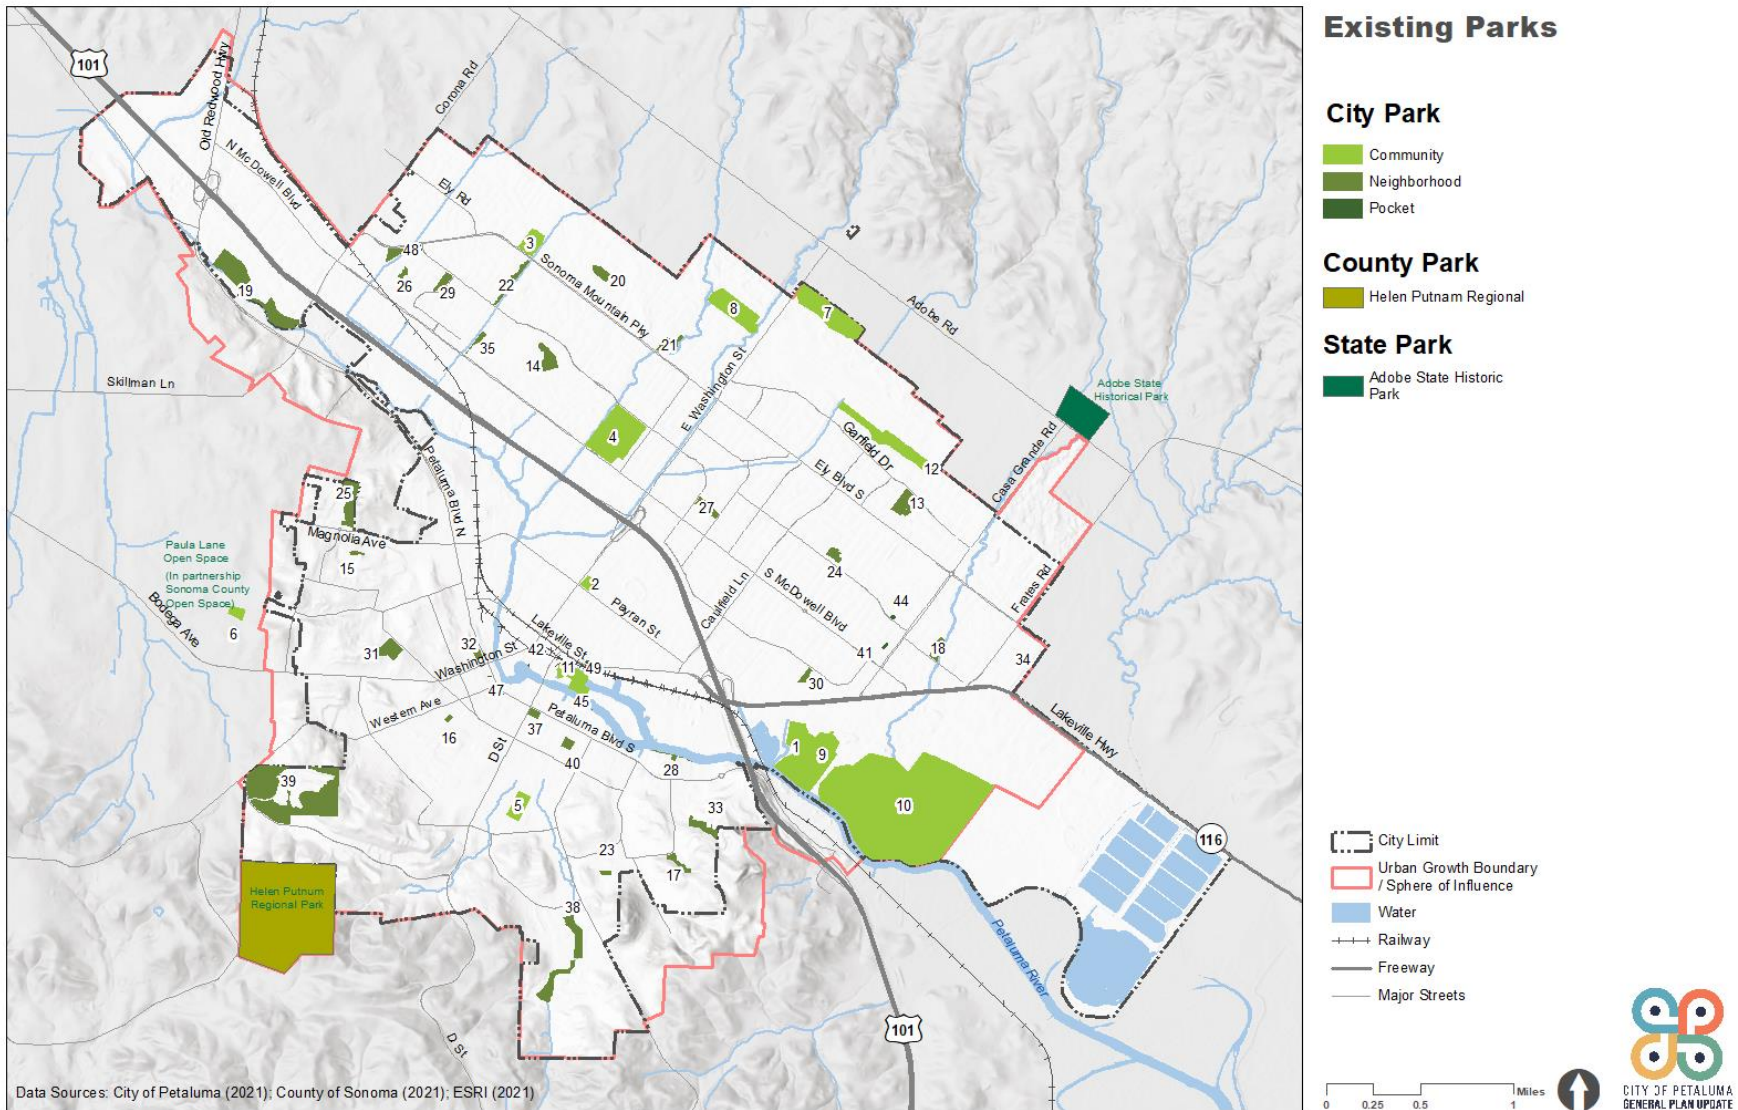 Existing Parks
City Park
Community
Neighborhood
Pocket
County Park
Helen Putnam Regional
State Park
Adobe State Historic
Park
101
Old Redwood Hwy
N McDowell Blvd
Corona Rd
Ely Rd
48
3
26
29
22
20
Sonoma Mountain Pky
19
8
7
Adobe Rd
35
14
21
E Washington St
Skillman Ln
Adobe State
Historical Park
4
Garfield Dr
12
Casa Grande Rd
Petaluma Blvd N
Ely Blvd S
25
27
13
Magnolia Ave
15
Paula Lane
Open Space
(In partnership
Sonoma County
Open Space)
Bodega Ave
6
2
Payran St
Caulfield Ln
24
S McDowell Blvd
Frates Rd
44
Lakeville St
31
32
Washington St
42
11
49
41
18
34
47
45
30
Western Ave
16
37
Petaluma Blvd S
D St
40
28
1
9
Lakeville Hwy
39
5
33
10
116
23
17
Helen Putnum
Regional Park
38
Petaluma River
101
D St
Data Sources: City of Petaluma (2021); County of Sonoma (2021); ESRI (2021)
City Limit
Urban Growth Boundary
/ Sphere of Influence
Water
Railway
Freeway
Major Streets
Miles
0 0.25 0.5 1
CITY OF PETALUMA
GENERAL PLAN UPDATE